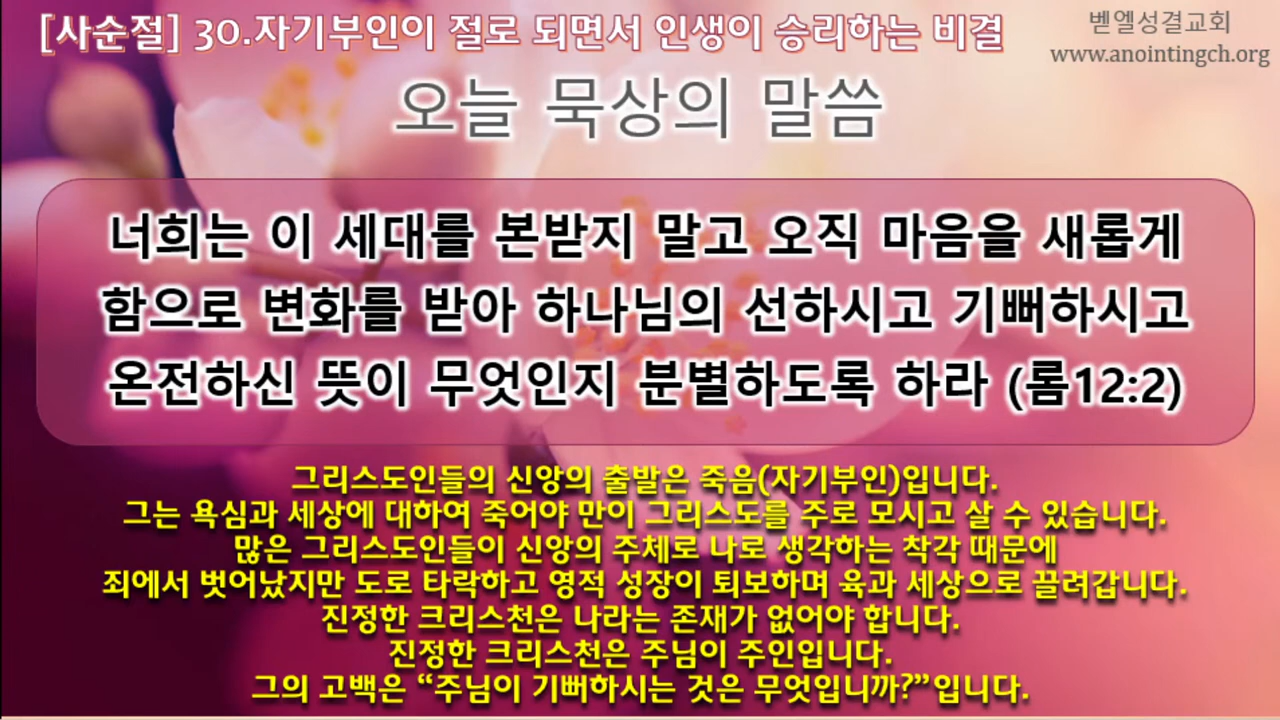 [사순절] 30.자기부인이 절로 되면서 인생이 승리하는 비결
벧엘성결교회
www.anointingch.org
오늘 묵상의 말씀
너희는 이 세대를 본받지 말고 오직 마음을 새롭게
함으로 변화를 받아 하나님의 선하시고 기뻐하시고
온전하신 뜻이 무엇인지 분별하도록 하라 (롬12:2)
그리스도인들의 신앙의 출발은 죽음(자기부인)입니다.
그는 욕심과 세상에 대하여 죽어야 만이 그리스도를 주로 모시고 살 수 있습니다.
많은 그리스도인들이 신앙의 주체로 나로 생각하는 착각 때문에
죄에서 벗어났지만 도로 타락하고 영적 성장이 퇴보하며 육과 세상으로 끌려갑니다.
진정한 크리스천은 나라는 존재가 없어야 합니다.
진정한 크리스천은 주님이 주인입니다.
그의 고백은 “주님이 기뻐하시는 것은 무엇입니까?”입니다.